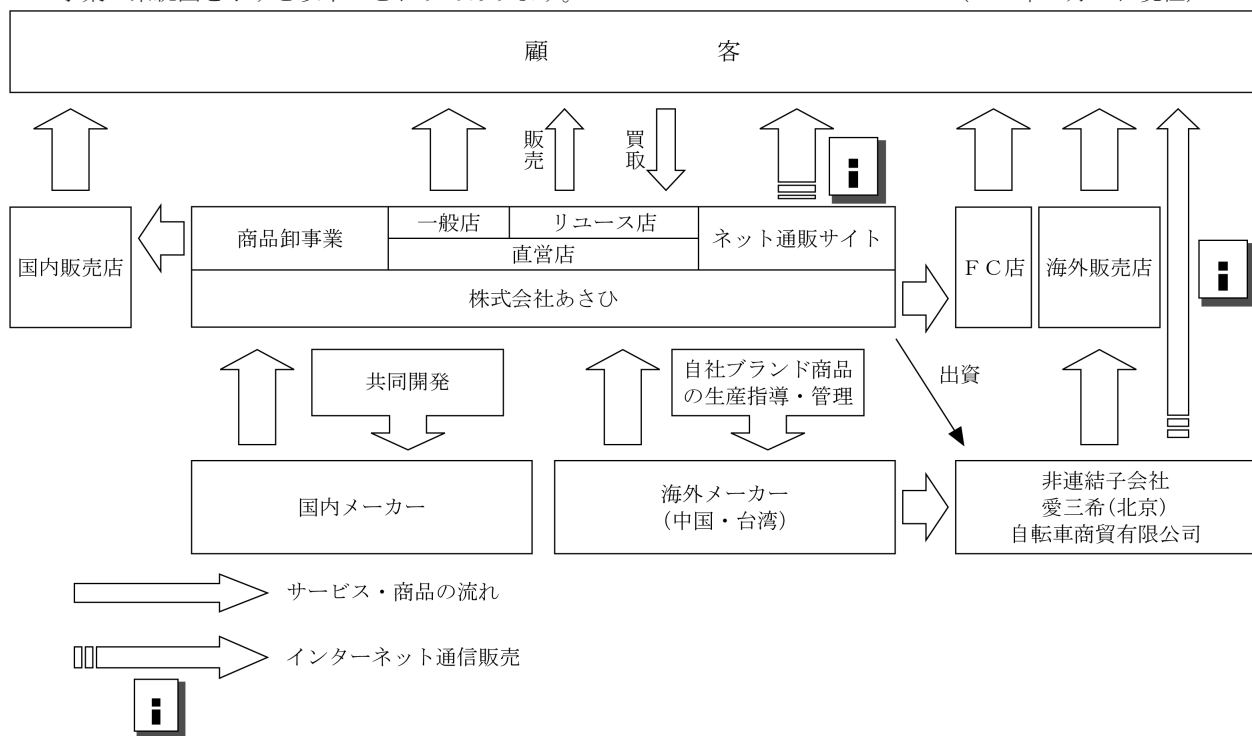 顧客
販売
買取
商品卸事業
一般店
リユース店
直営店
ネット通販サイト
株式会社あさひ
国内販売店
ＦＣ店
海外販売店
共同開発
自社ブランド商品
の生産指導・管理
出資
国内メーカー
海外メーカー
(中国・台湾)
非連結子会社
愛三希(北京)
自転車商貿有限公司
サービス・商品の流れ
インターネット通信販売